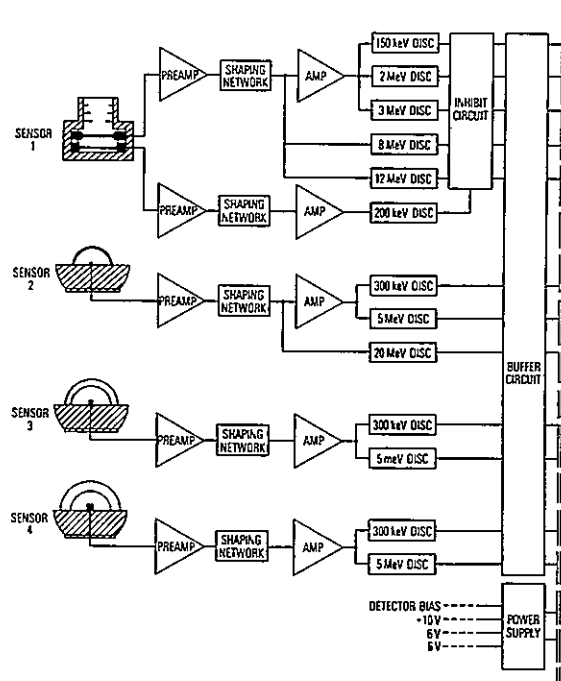 150 keV DISC
PREAMP
SHAPING
NETWORK
AMP
2 MeV DISC
3 MeV DISC
INHIBIT
CIRCUIT
SENSOR
1
8 MeV DISC
12 MeV DISC
PREAMP
SHAPING
NETWORK
AMP
200 keV DISC
SENSOR
2
PREAMP
SHAPING
NETWORK
AMP
300 keV DISC
5 MeV DISC
20 MeV DISC
BUFFER
CIRCUIT
SENSOR
3
PREAMP
SHAPING
NETWORK
AMP
300 keV DISC
5 meV DISC
SENSOR
4
PREAMP
SHAPING
NETWORK
AMP
300 keV DISC
5 MeV DISC
DETECTOR BIAS
+10 V
6 V
6 V
POWER
SUPPLY